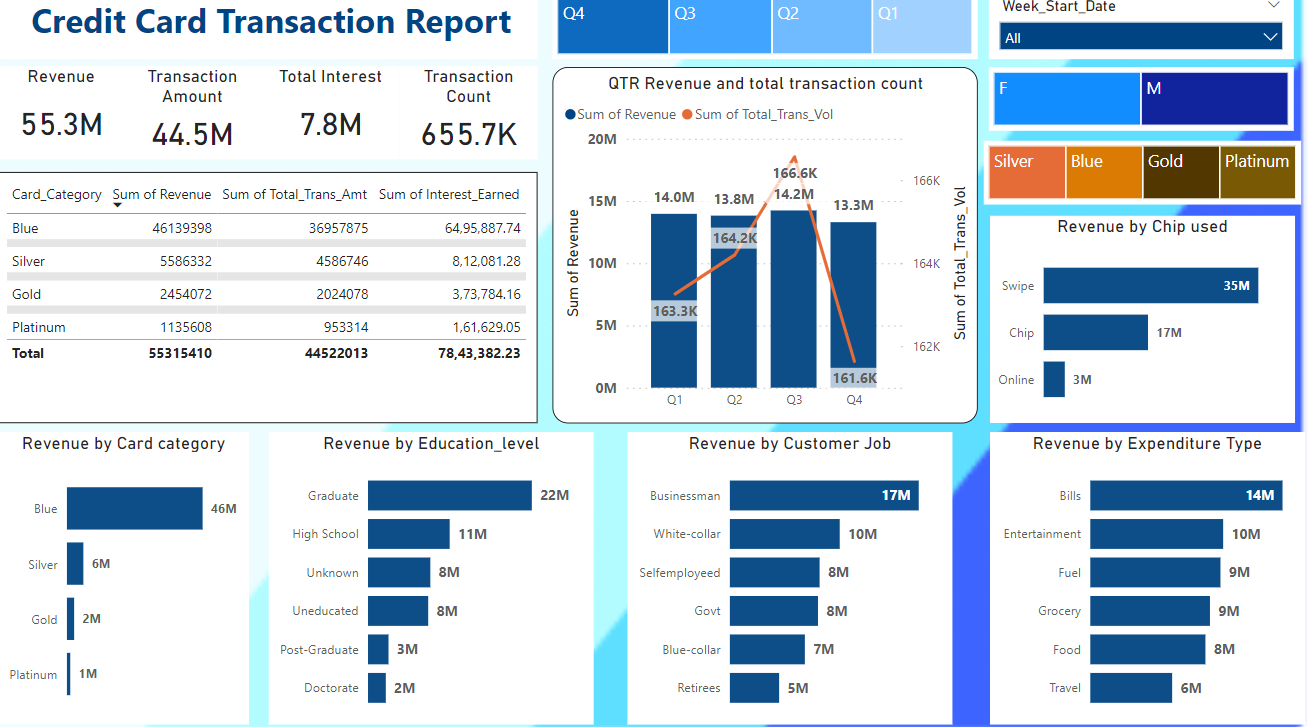 Credit Card Transaction Report
Q4 Q3 Q2 Q1
Week_Start_Date
All
Revenue
55.3M
Transaction
Amount
44.5M
Total Interest
7.8M
Transaction
Count
655.7K
F M
Silver Blue Gold Platinum
Card_Category Sum of Revenue Sum of Total_Trans_Amt Sum of Interest_Earned
Blue 46139398 36957875 64,95,887.74
Silver 5586332 4586746 8,12,081.28
Gold 2454072 2024078 3,73,784.16
Platinum 1135608 953314 1,61,629.05
Total 55315410 44522013 78,43,382.23
QTR Revenue and total transaction count
Sum of Revenue Sum of Total_Trans_Vol
Sum of Revenue
20M
15M
10M
5M
0M
14.0M 13.8M 14.2M 13.3M
163.3K 164.2K 166.6K 161.6K
Q1 Q2 Q3 Q4
166K
164K
162K
Sum of Total_Trans_Vol
Revenue by Chip used
Swipe 35M
Chip 17M
Online 3M
Revenue by Card category
Blue 46M
Silver 6M
Gold 2M
Platinum 1M
Revenue by Education_level
Graduate 22M
High School 11M
Unknown 8M
Uneducated 8M
Post-Graduate 3M
Doctorate 2M
Revenue by Customer Job
Businessman 17M
White-collar 10M
Selfemployeed 8M
Govt 8M
Blue-collar 7M
Retirees 5M
Revenue by Expenditure Type
Bills 14M
Entertainment 10M
Fuel 9M
Grocery 9M
Food 8M
Travel 6M